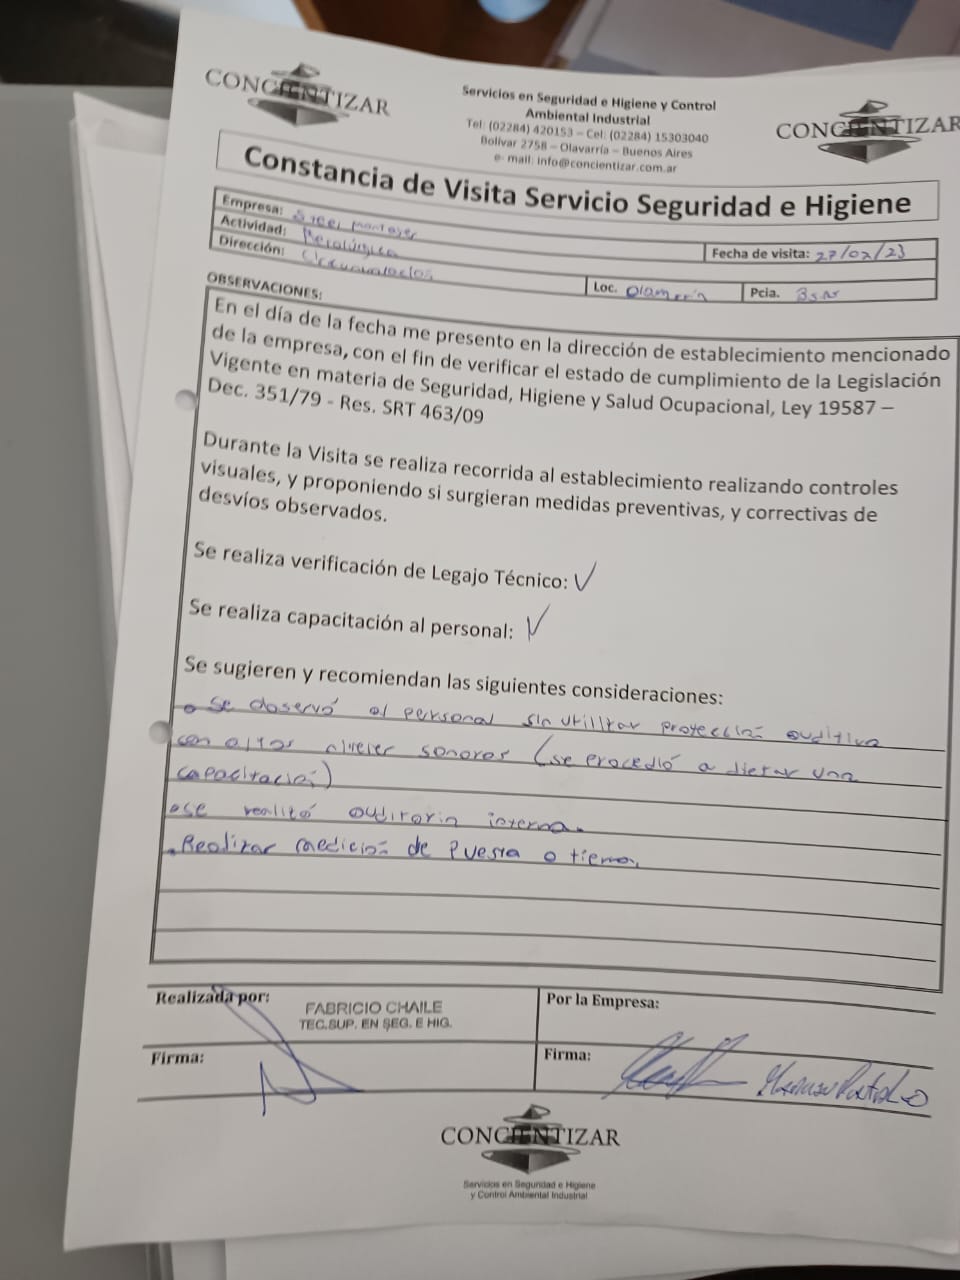 CONCIENTIZAR
Servicios en Seguridad e Higiene y Control
Ambiental Industrial
Tel: (02284) 420153 – Cel: (02284) 15303040
Bolívar 2758 – Olavarría – Buenos Aires
e- mail: info@concientizar.com.ar
CONCIENTIZAR
Constancia de Visita Servicio Seguridad e Higiene
Empresa:
Fecha de visita: 27/02/23
Actividad: Metalúrgica
Dirección:
Loc. Olavarría Pcia. Bs As
OBSERVACIONES:
En el día de la fecha me presento en la dirección de establecimiento mencionado
de la empresa, con el fin de verificar el estado de cumplimiento de la Legislación
Vigente en materia de Seguridad, Higiene y Salud Ocupacional, Ley 19587 –
Dec. 351/79 - Res. SRT 463/09
Durante la Visita se realiza recorrida al establecimiento realizando controles
visuales, y proponiendo si surgieran medidas preventivas, y correctivas de
desvíos observados.
Se realiza verificación de Legajo Técnico: ✓
Se realiza capacitación al personal: ✓
Se sugieren y recomiendan las siguientes consideraciones:
• Se observó al personal sin utilizar protección auditiva
con altos niveles sonoros (se procedió a dictar una
capacitación)
• se realizó auditoria interna.
• Realizar medición de Puesta a tierra.
Realizada por: FABRICIO CHAILE
TEC.SUP. EN SEG. E HIG.
Por la Empresa:
Firma:
Firma:
CONCIENTIZAR
Servicios en Seguridad e Higiene
y Control Ambiental Industrial